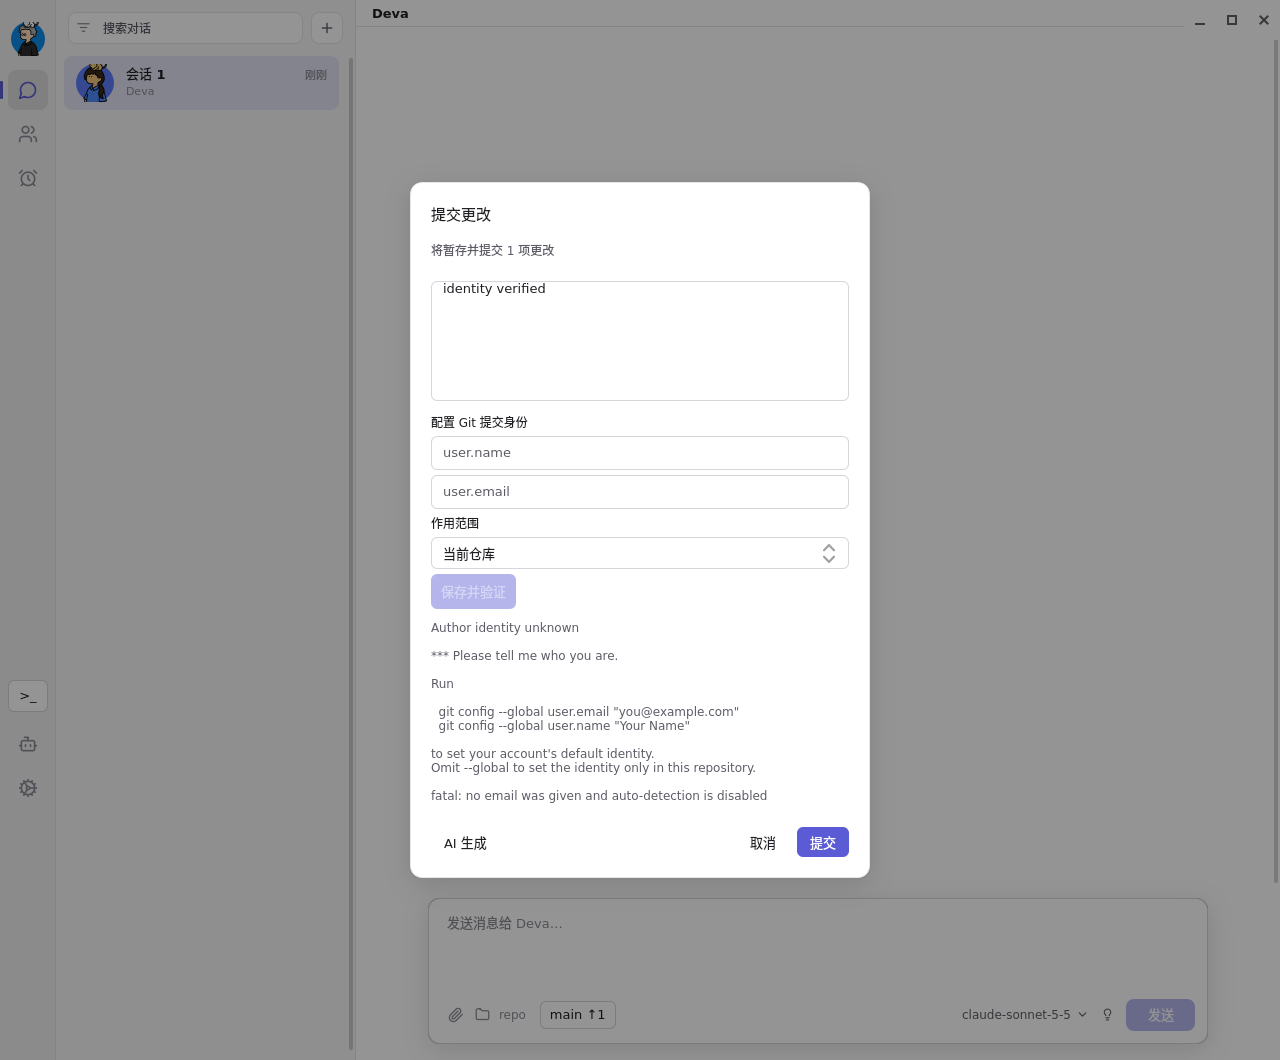 搜索对话
会话 1
刚刚
Deva
Deva
提交更改
将暂存并提交 1 项更改
identity verified
配置 Git 提交身份
user.name
user.email
作用范围
当前仓库
保存并验证
Author identity unknown
*** Please tell me who you are.
Run
git config --global user.email "you@example.com"
git config --global user.name "Your Name"
to set your account's default identity.
Omit --global to set the identity only in this repository.
fatal: no email was given and auto-detection is disabled
AI 生成
取消
提交
>_
发送消息给 Deva...
repo
main ↑1
claude-sonnet-5-5
发送